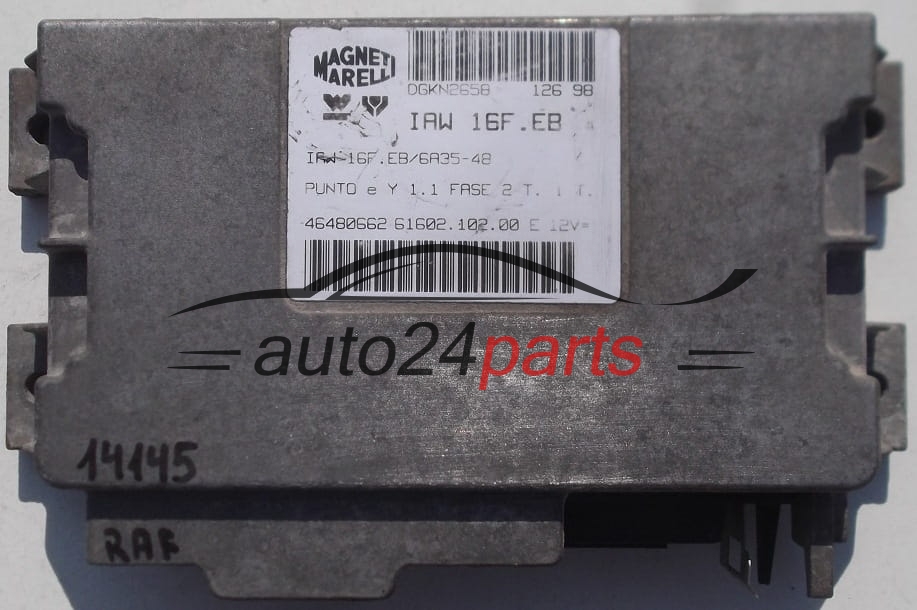 MAGNETI
MARELLI
DGKN2658 126 98
IAW 16F.EB
IAW 16F.EB/6A35-48
PUNTO e Y 1.1 FASE 2 T. T.
46480662 61602.102.00 E 12V=
auto24parts
14145
RAF